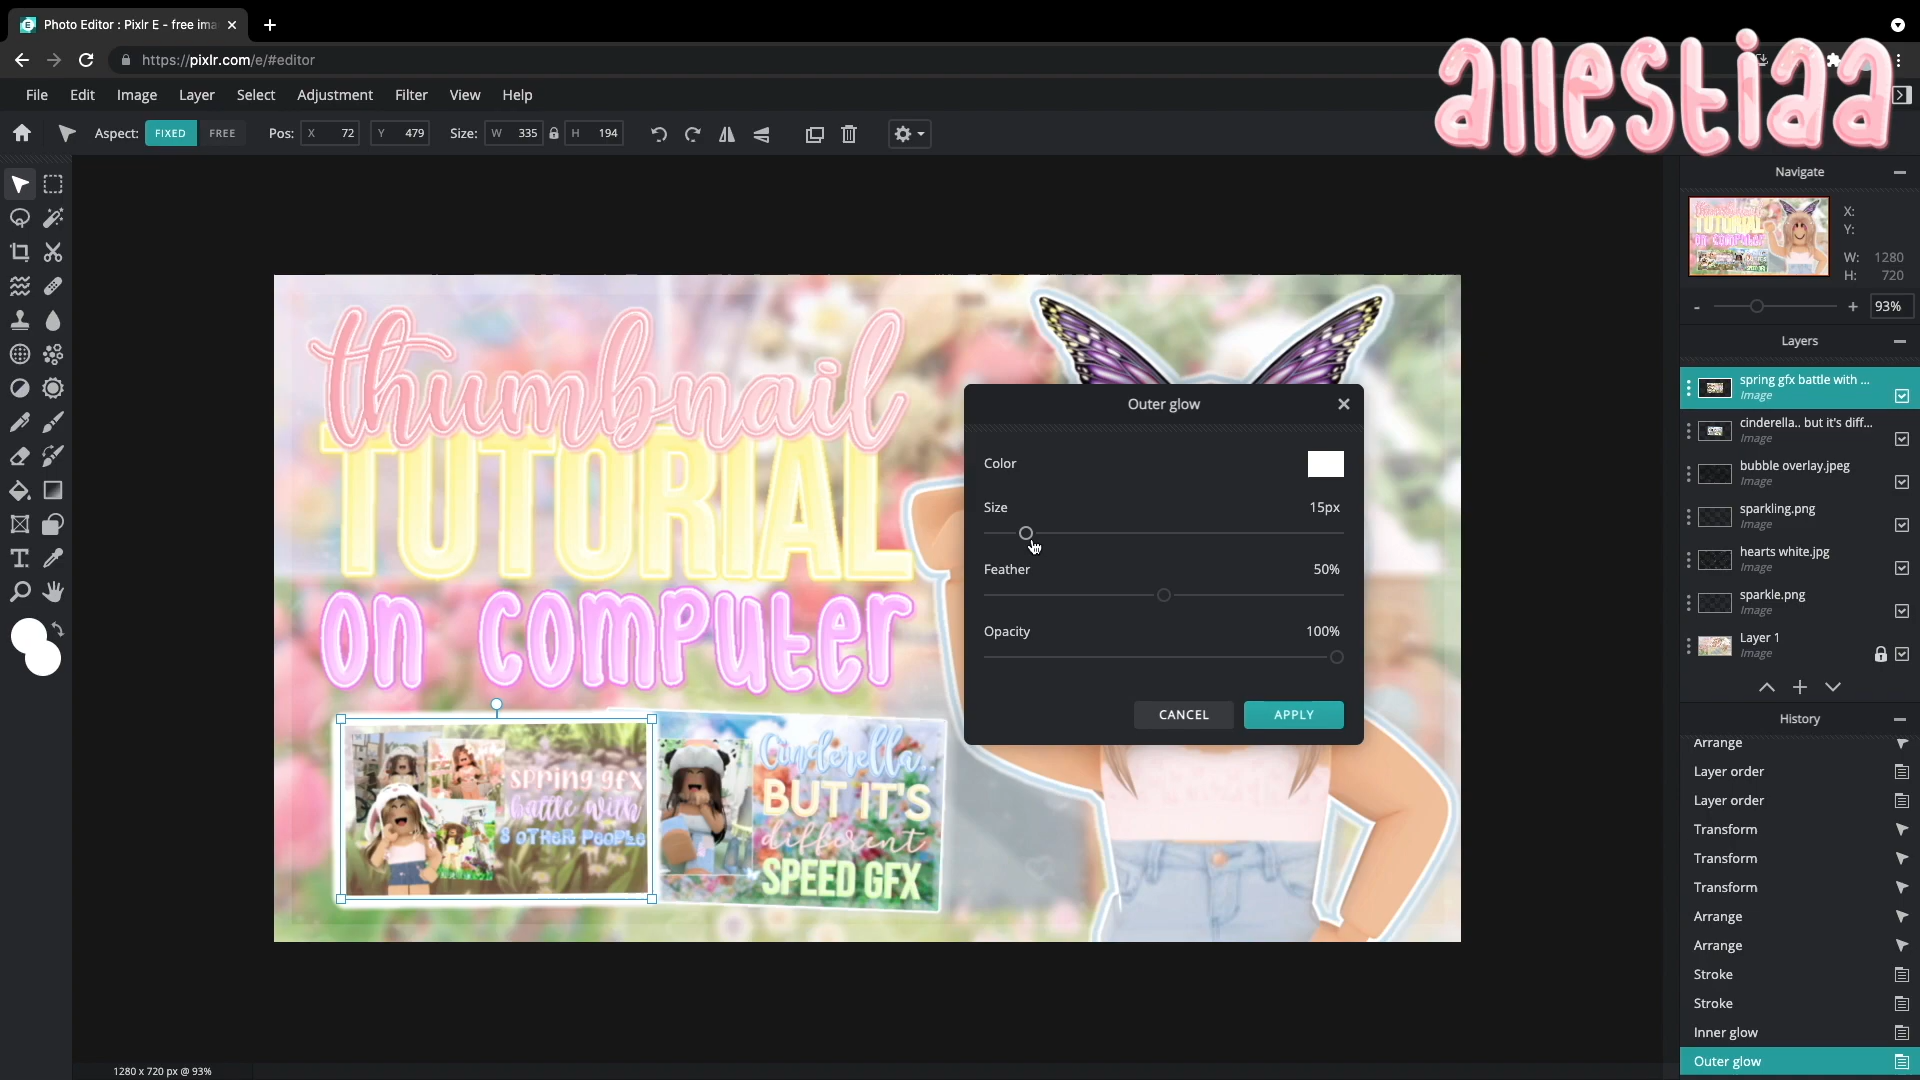 Photo Editor : Pixlr E - free ima
https://pixlr.com/e/#editor
allestiaa
File Edit Image Layer Select Adjustment Filter View Help
Aspect: FIXED FREE Pos: X 72 Y 479 Size: W 335 H 194
Navigate
X:
Y:
W: 1280
H: 720
- + 93%
Layers
spring gfx battle with ...
Image
cinderella.. but it's diff...
Image
bubble overlay.jpeg
Image
sparkling.png
Image
hearts white.jpg
Image
sparkle.png
Image
Layer 1
Image
History
Arrange
Layer order
Layer order
Transform
Transform
Transform
Arrange
Arrange
Stroke
Stroke
Inner glow
Outer glow
thumbnail
TUTORIAL
on computer
spring gfx
battle with
8 OTHER PEOPLE
Cinderella..
BUT IT'S
different
SPEED GFX
Outer glow
Color
Size 15px
Feather 50%
Opacity 100%
CANCEL APPLY
1280 x 720 px @ 93%